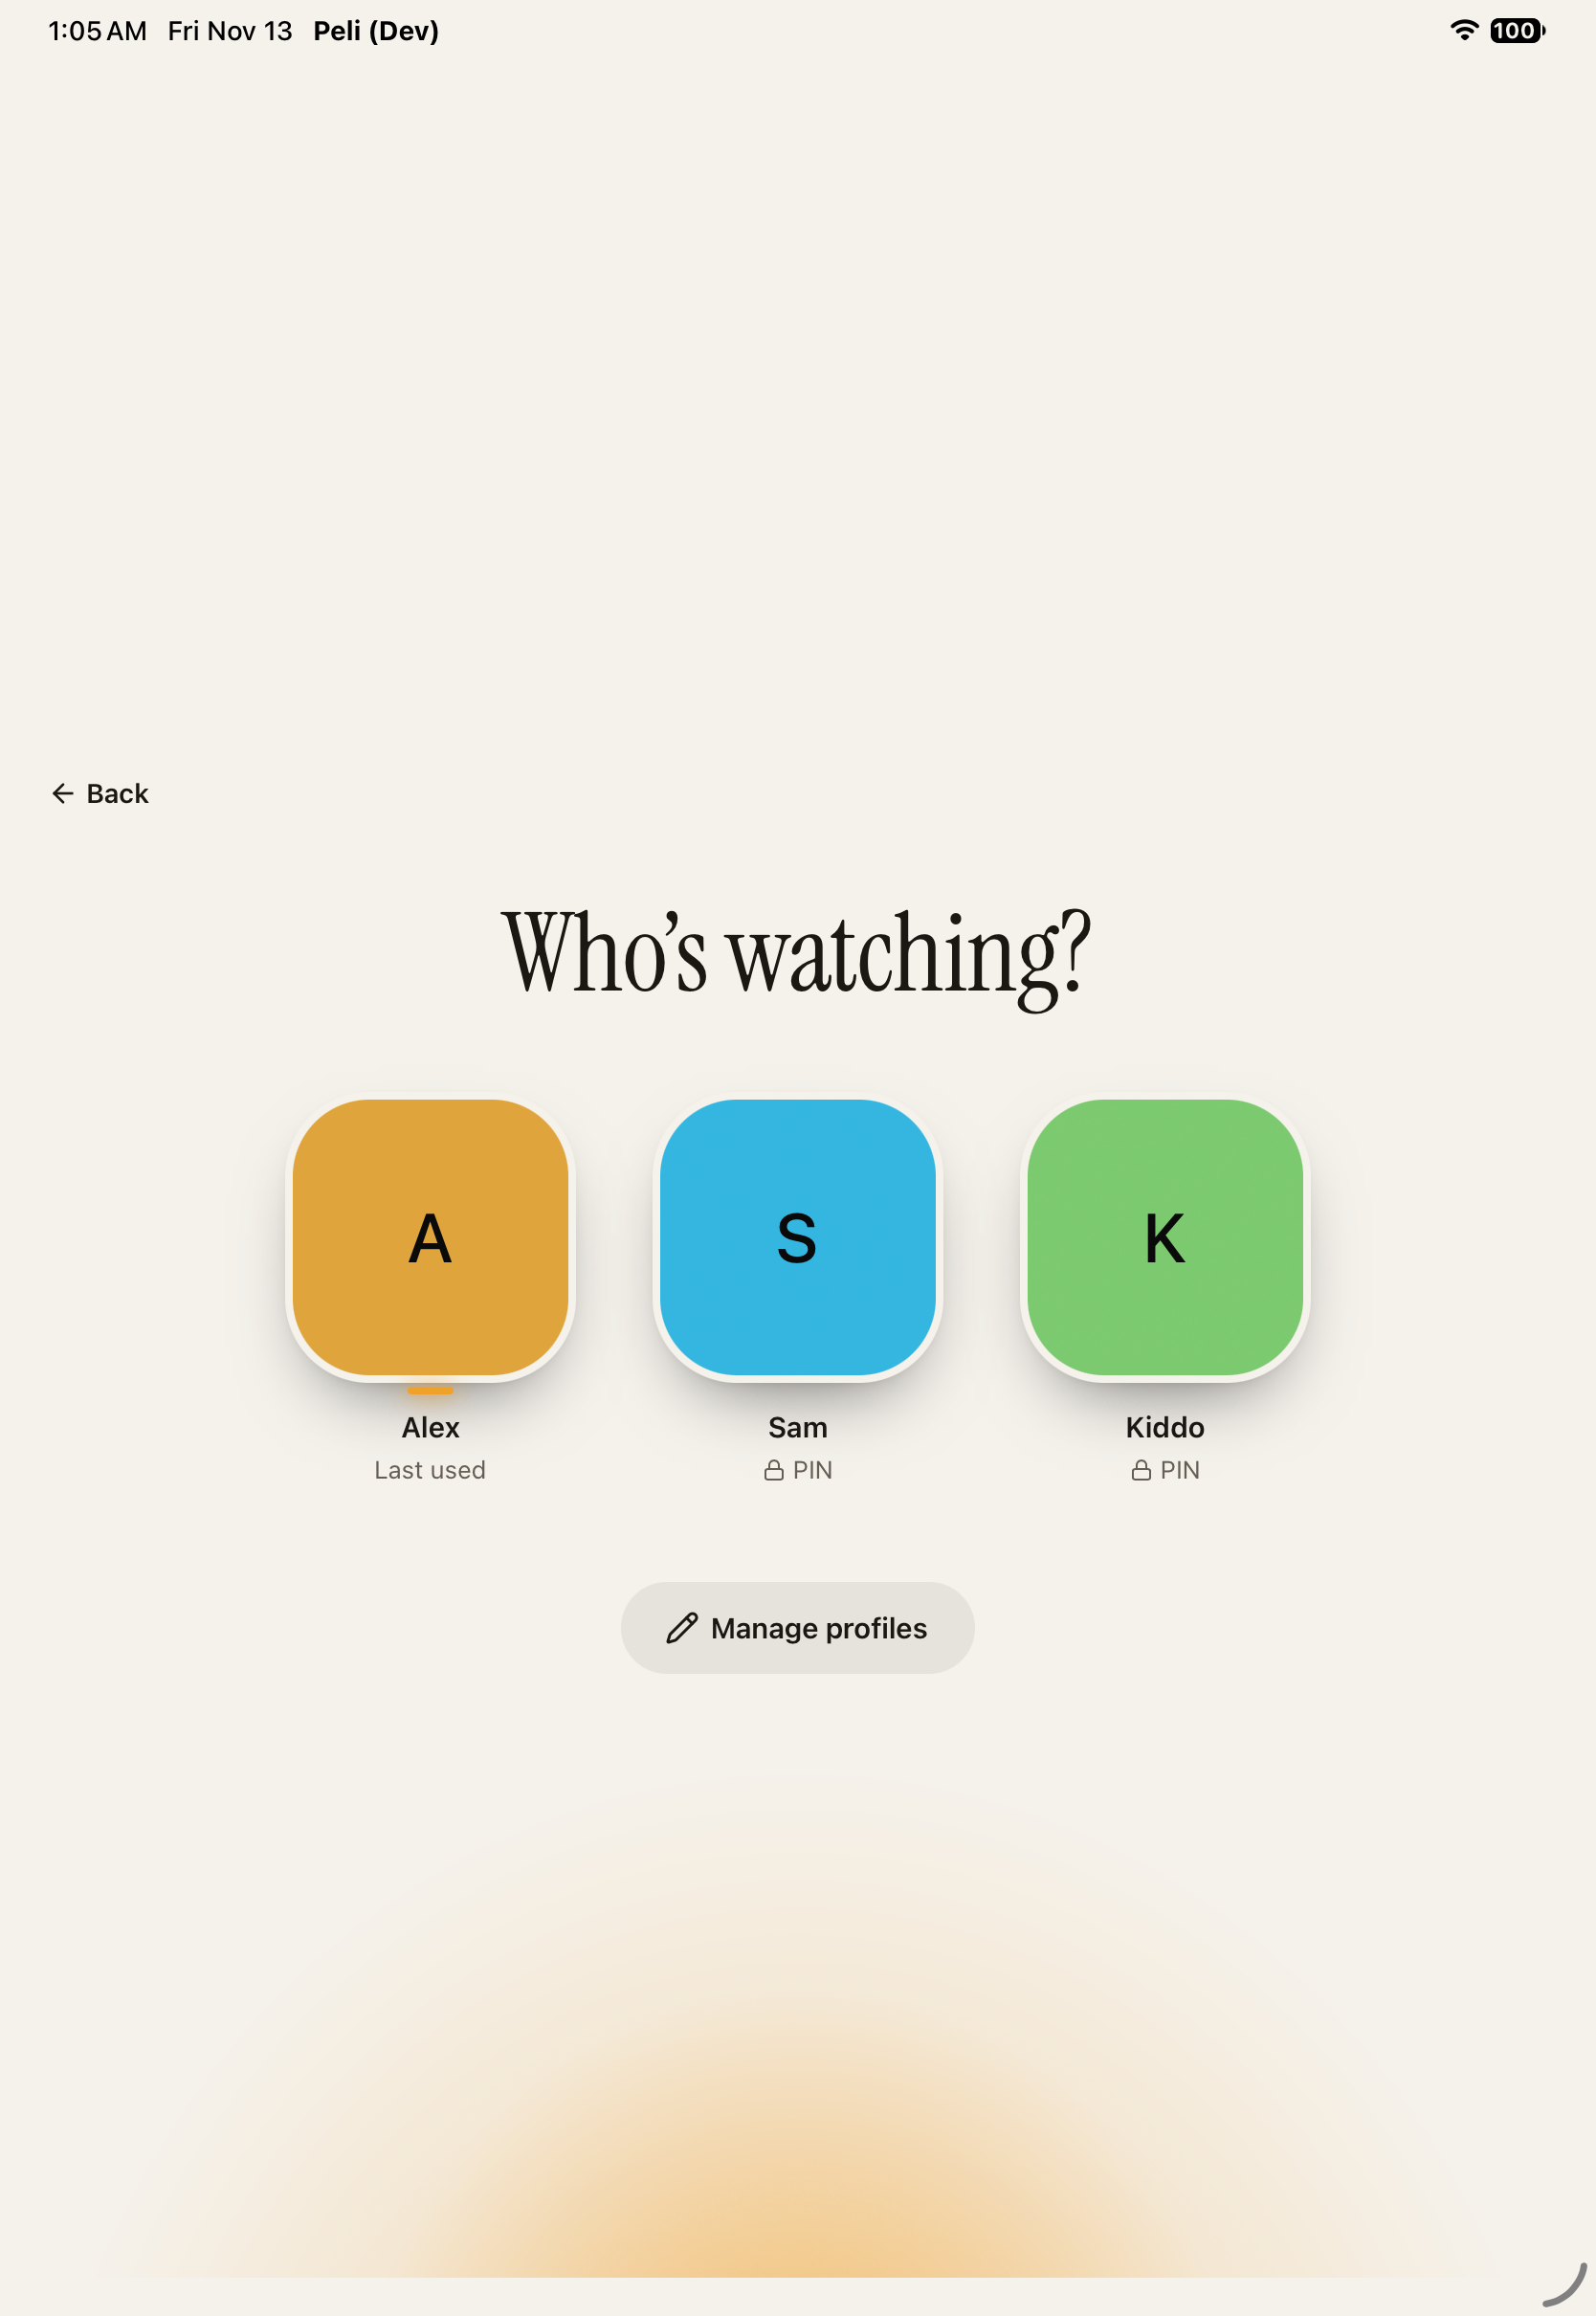 1:05 AM Fri Nov 13 Peli (Dev) 100
Back
Who’s watching?
A S K
Alex Sam Kiddo
Last used PIN PIN
Manage profiles